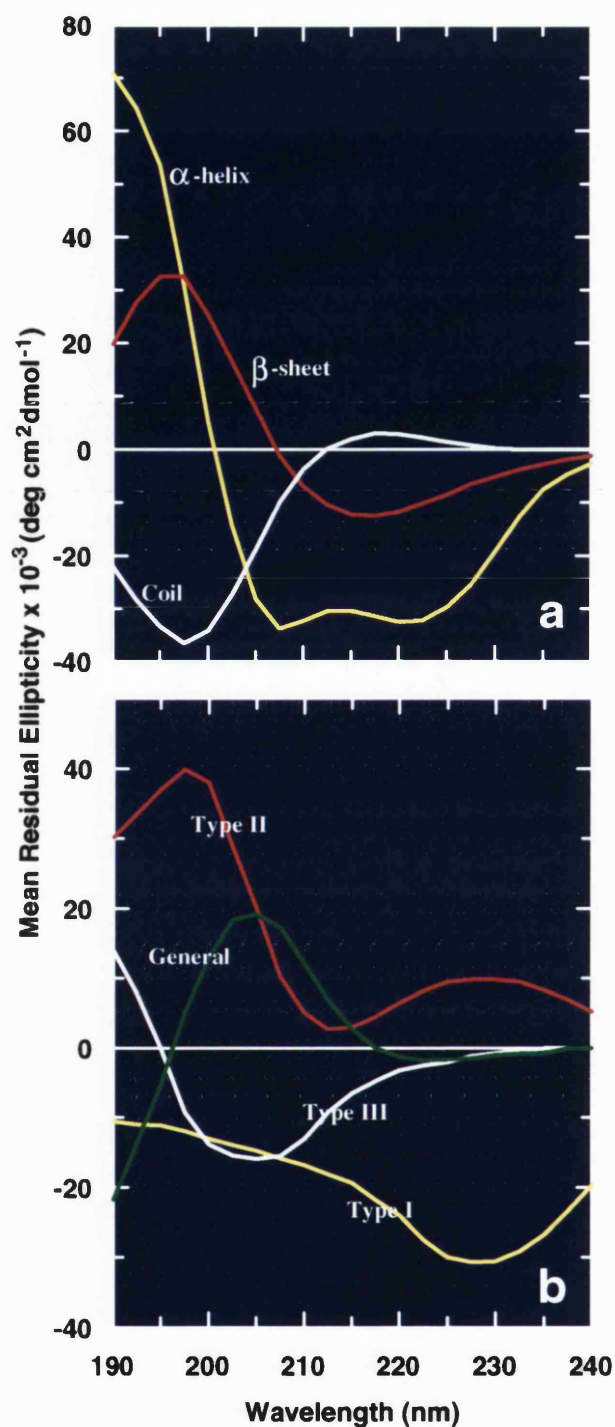 Mean Residual Ellipticity x 10⁻³ (deg cm²dmol⁻¹)
80
60
40
20
0
-20
-40
α-helix
β-sheet
Coil
a
40
20
0
-20
-40
Type II
General
Type III
Type I
b
190 200 210 220 230 240
Wavelength (nm)